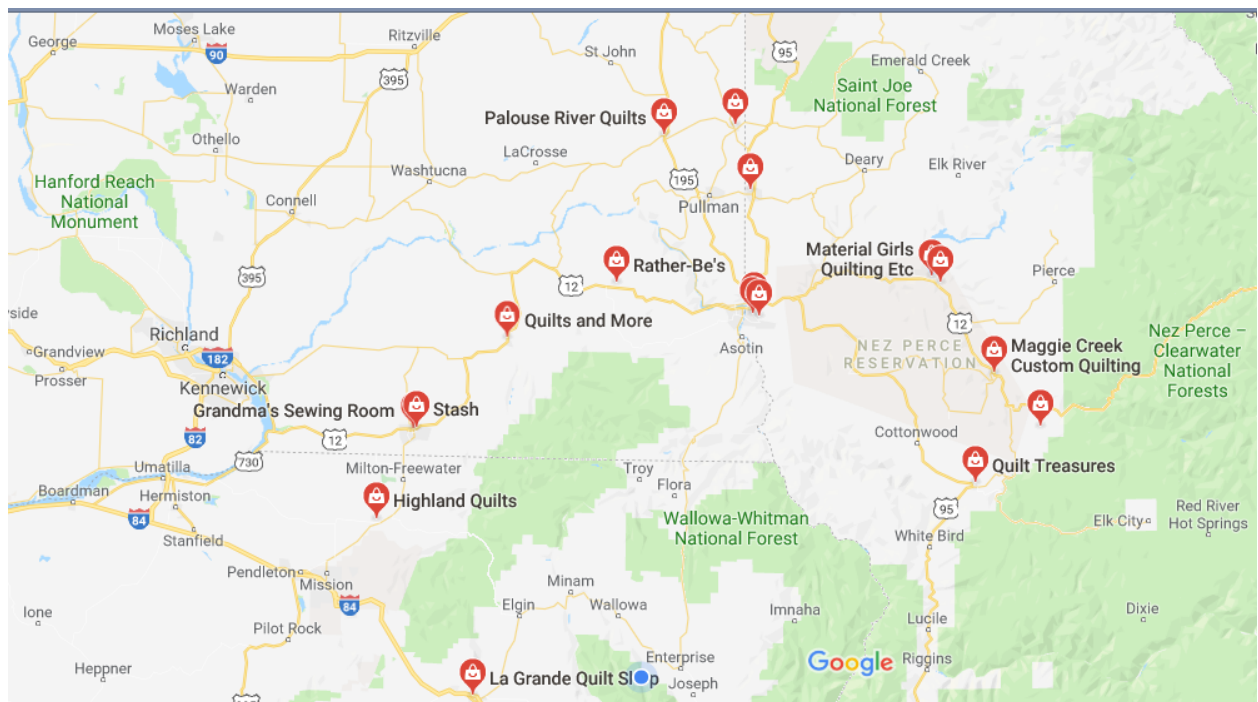 Moses Lake
George
90
Ritzville
395
St John
95
Emerald Creek
Saint Joe
National Forest
Warden
Palouse River Quilts
Othello
LaCrosse
Deary
Elk River
Washtucna
195
Hanford Reach
National
Monument
Connell
Pullman
Material Girls
Quilting Etc
Rather-Be's
Pierce
395
12
yside
Quilts and More
12
Richland
Nez Perce –
Clearwater
National
Forests
Grandview
182
Asotin
NEZ PERCE
RESERVATION
Maggie Creek
Custom Quilting
Prosser
Kennewick
Grandma's Sewing Room
Stash
82
12
Cottonwood
730
Umatilla
Milton-Freewater
Troy
Quilt Treasures
Boardman
Hermiston
Flora
Highland Quilts
84
95
Red River
Hot Springs
Wallowa-Whitman
National Forest
Elk City
Stanfield
White Bird
Pendleton
Mission
Minam
84
Elgin
Wallowa
Imnaha
Dixie
Ione
Lucile
Pilot Rock
Google
Riggins
Enterprise
Heppner
La Grande Quilt Sh p
Joseph